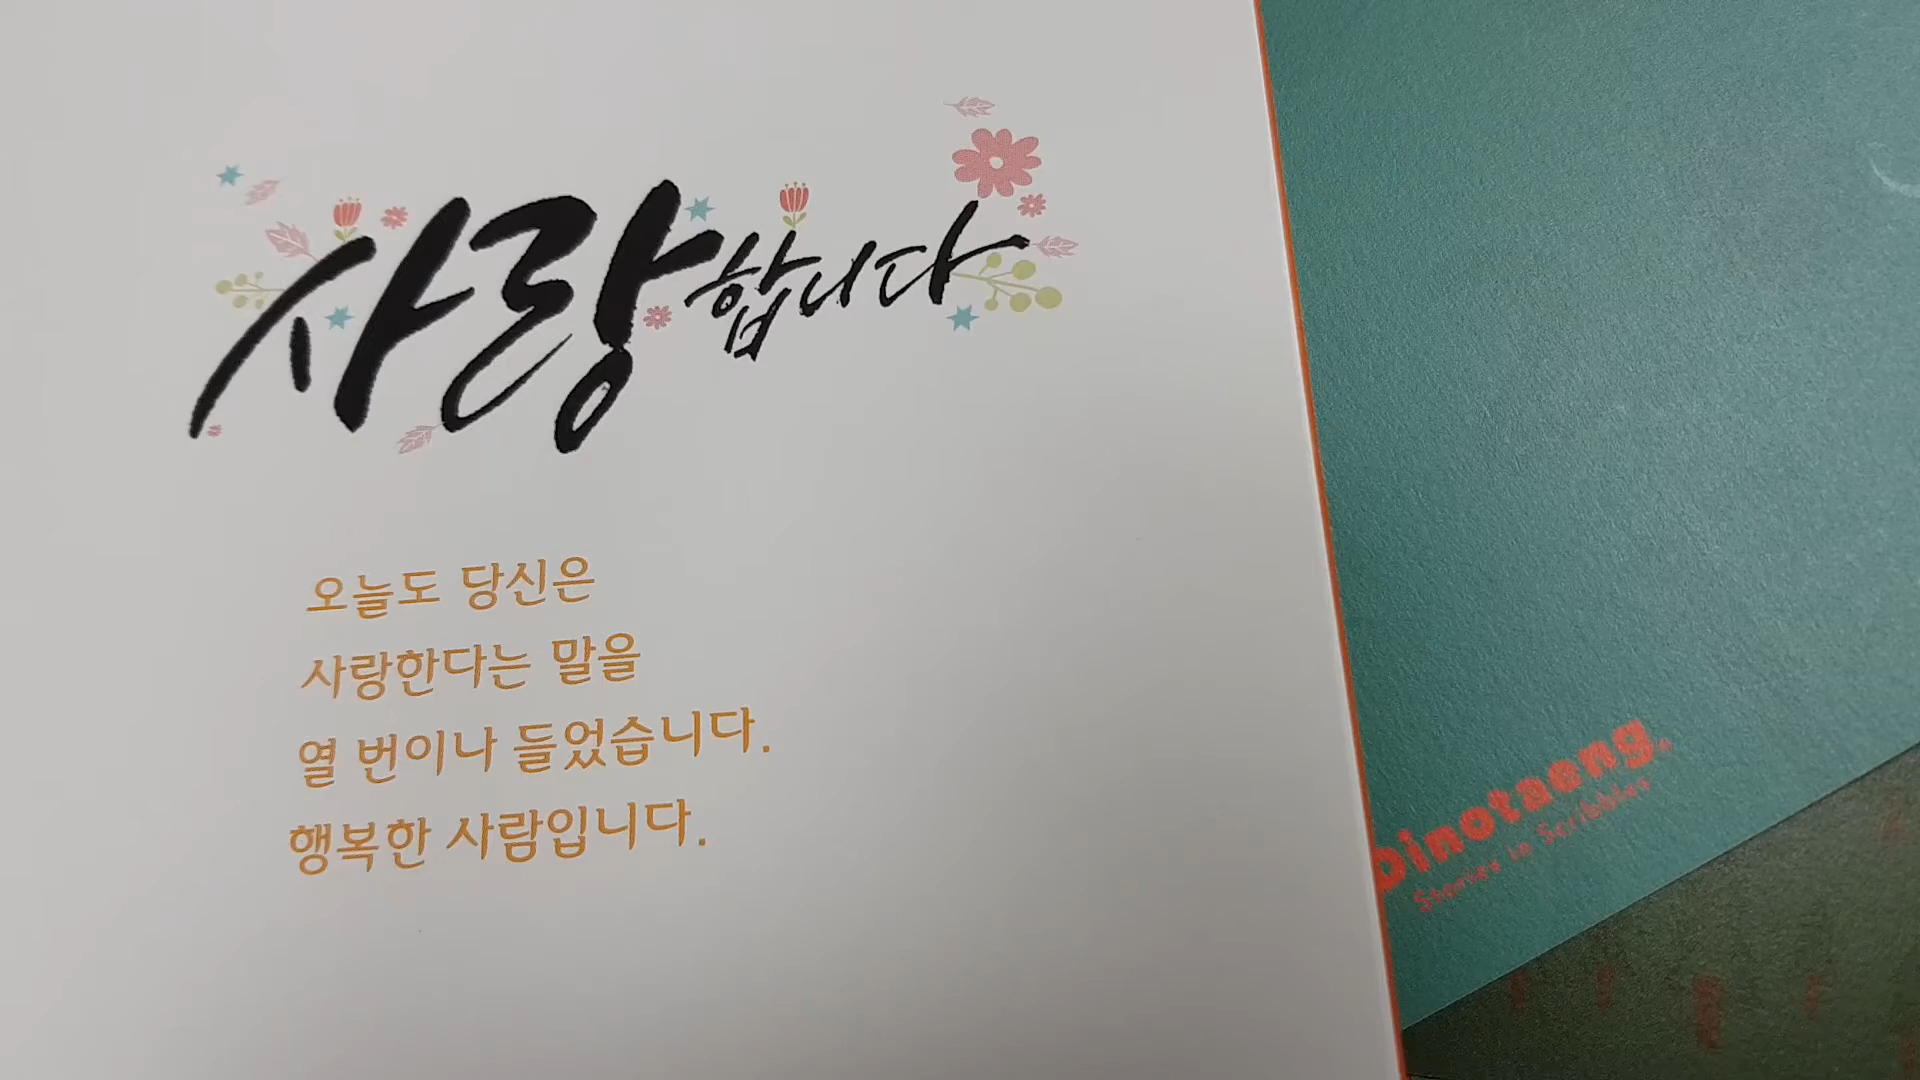 사랑합니다
오늘도 당신은
사랑한다는 말을
열 번이나 들었습니다.
행복한 사람입니다.
Dinotaeng®
Stories in Scribbles